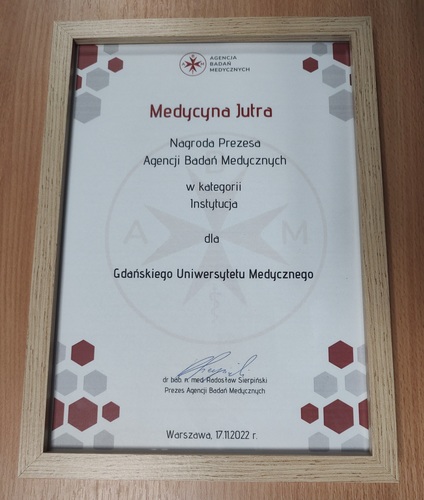 AGENCJA
BADAŃ
MEDYCZNYCH
Medycyna Jutra
Nagroda Prezesa
Agencji Badań Medycznych
w kategorii
Instytucja
dla
Gdańskiego Uniwersytetu Medycznego
dr hab. n. med. Radosław Sierpiński
Prezes Agencji Badań Medycznych
Warszawa, 17.11.2022 r.